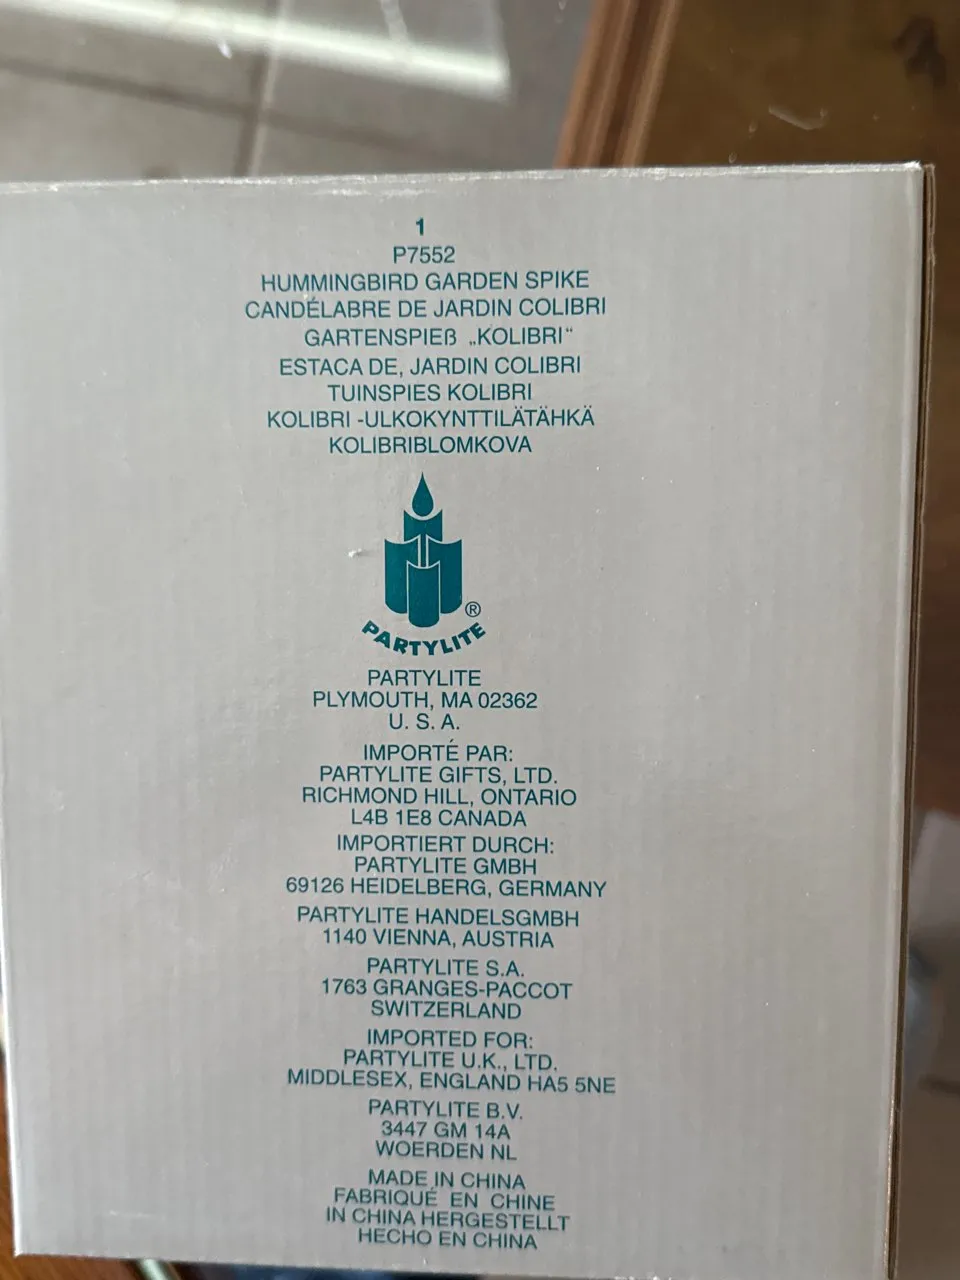 1
P7552
HUMMINGBIRD GARDEN SPIKE
CANDÉLABRE DE JARDIN COLIBRI
GARTENSPIEß „KOLIBRI“
ESTACA DE, JARDIN COLIBRI
TUINSPIES KOLIBRI
KOLIBRI -ULKOKYNTTILÄTÄHKÄ
KOLIBRIBLOMKOVA
®
PARTYLITE
PARTYLITE
PLYMOUTH, MA 02362
U. S. A.
IMPORTÉ PAR:
PARTYLITE GIFTS, LTD.
RICHMOND HILL, ONTARIO
L4B 1E8 CANADA
IMPORTIERT DURCH:
PARTYLITE GMBH
69126 HEIDELBERG, GERMANY
PARTYLITE HANDELSGMBH
1140 VIENNA, AUSTRIA
PARTYLITE S.A.
1763 GRANGES-PACCOT
SWITZERLAND
IMPORTED FOR:
PARTYLITE U.K., LTD.
MIDDLESEX, ENGLAND HA5 5NE
PARTYLITE B.V.
3447 GM 14A
WOERDEN NL
MADE IN CHINA
FABRIQUÉ EN CHINE
IN CHINA HERGESTELLT
HECHO EN CHINA